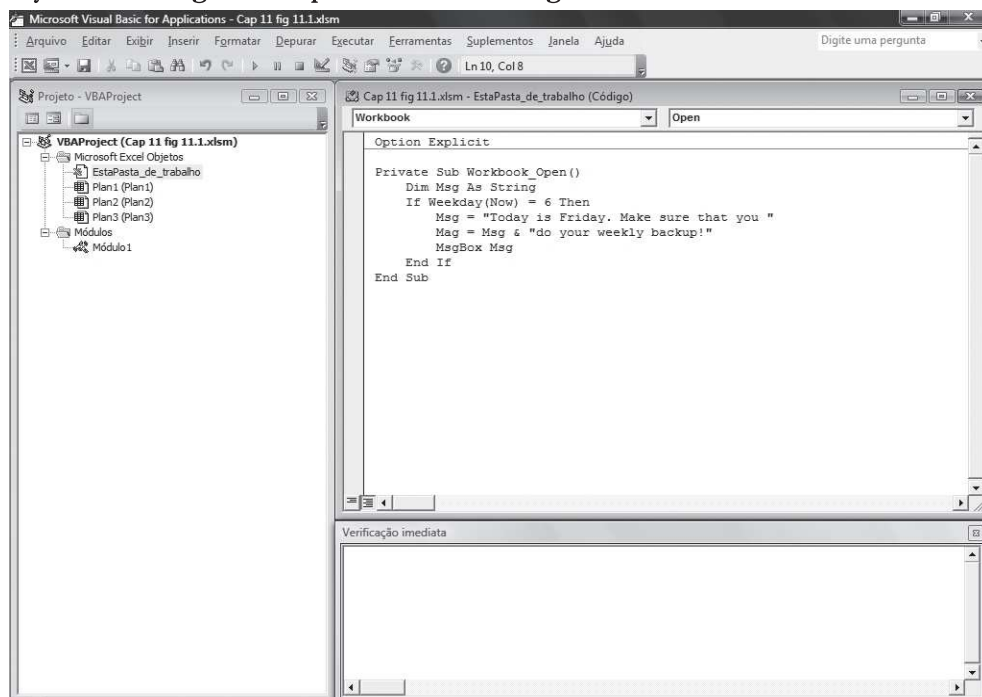 Microsoft Visual Basic for Applications - Cap 11 fig 11.1.xlsm
Arquivo Editar Exibir Inserir Formatar Depurar Executar Ferramentas Suplementos Janela Ajuda Digite uma pergunta
Ln 10, Col 8
Projeto - VBAProject
VBAProject (Cap 11 fig 11.1.xlsm)
Microsoft Excel Objetos
EstaPasta_de_trabalho
Plan1 (Plan1)
Plan2 (Plan2)
Plan3 (Plan3)
Módulos
Módulo1
Cap 11 fig 11.1.xlsm - EstaPasta_de_trabalho (Código)
Workbook Open
Option Explicit
Private Sub Workbook_Open()
Dim Msg As String
If Weekday(Now) = 6 Then
Msg = "Today is Friday. Make sure that you "
Mag = Msg & "do your weekly backup!"
MsgBox Msg
End If
End Sub
Verificação imediata